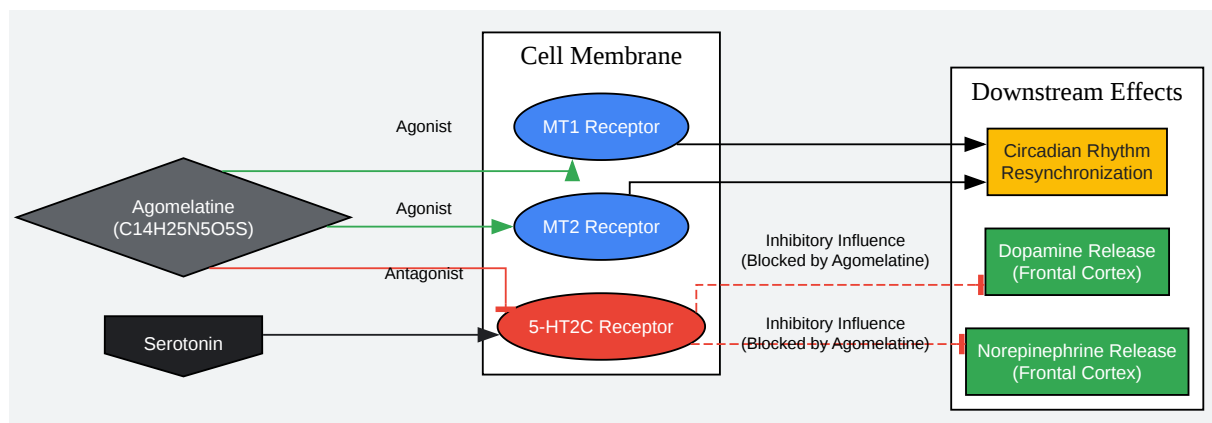 Cell Membrane
Downstream Effects
Agonist
MT1 Receptor
Circadian Rhythm
Resynchronization
Agomelatine
(C14H25N5O5S)
Agonist
MT2 Receptor
Inhibitory Influence
(Blocked by Agomelatine)
Dopamine Release
(Frontal Cortex)
Antagonist
5-HT2C Receptor
Inhibitory Influence
(Blocked by Agomelatine)
Serotonin
Norepinephrine Release
(Frontal Cortex)